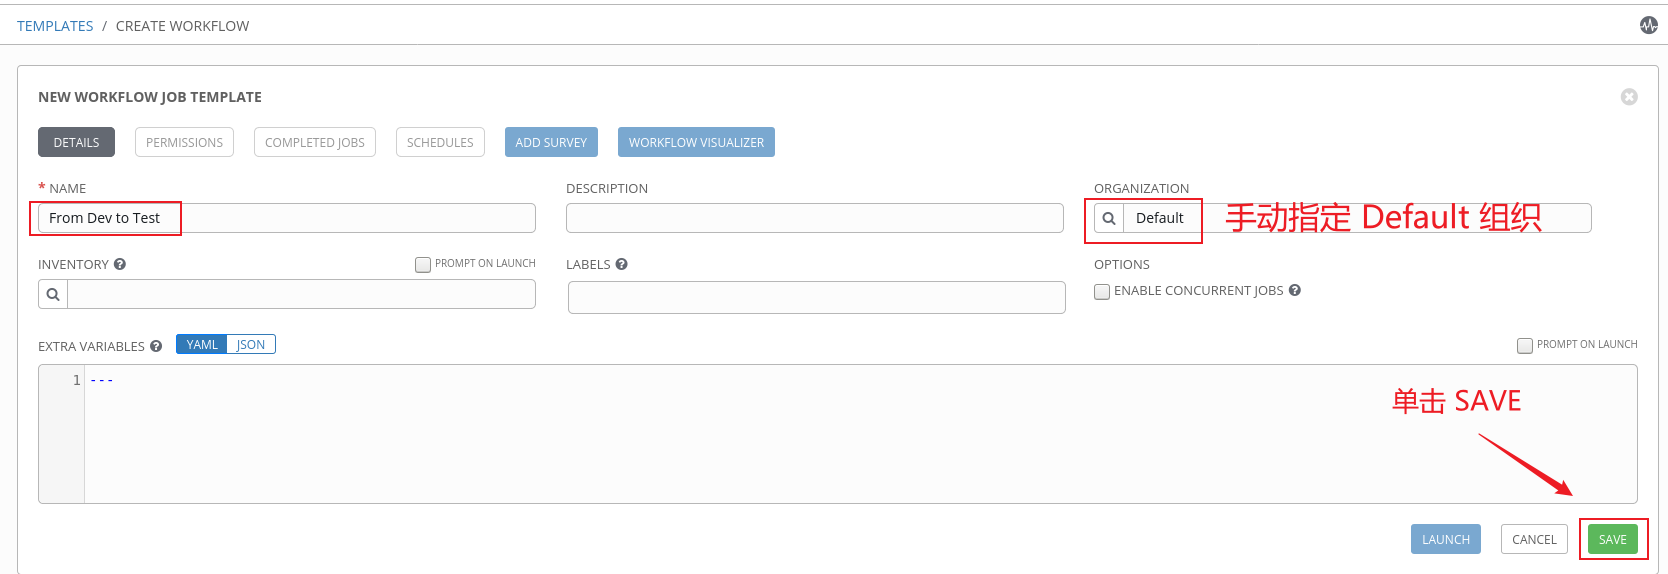 TEMPLATES / CREATE WORKFLOW
NEW WORKFLOW JOB TEMPLATE
DETAILS PERMISSIONS COMPLETED JOBS SCHEDULES ADD SURVEY WORKFLOW VISUALIZER
* NAME DESCRIPTION ORGANIZATION
From Dev to Test Default 手动指定 Default 组织
INVENTORY ? PROMPT ON LAUNCH LABELS ? OPTIONS
ENABLE CONCURRENT JOBS ?
EXTRA VARIABLES ? YAML JSON PROMPT ON LAUNCH
1 ---
单击 SAVE
LAUNCH CANCEL SAVE